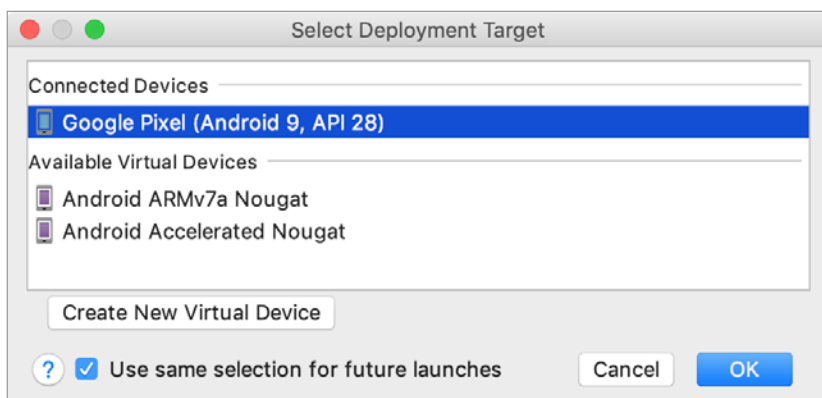 Select Deployment Target
Connected Devices
Google Pixel (Android 9, API 28)
Available Virtual Devices
Android ARMv7a Nougat
Android Accelerated Nougat
Create New Virtual Device
? Use same selection for future launches Cancel OK